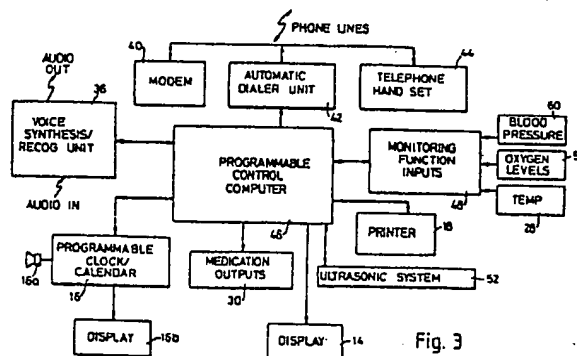 PHONE LINES
AUDIO OUT
36
VOICE
SYNTHESIS/
RECOG UNIT
AUDIO IN
40
MODEM
AUTOMATIC
DIALER UNIT
42
44
TELEPHONE
HAND SET
PROGRAMMABLE
CONTROL
COMPUTER
46
MONITORING
FUNCTION
INPUTS
48
60
BLOOD
PRESSURE
OXYGEN
LEVELS
TEMP
28
16a
PROGRAMMABLE
CLOCK/
CALENDAR
16
MEDICATION
OUTPUTS
30
PRINTER
18
ULTRASONIC SYSTEM
52
DISPLAY
16b
DISPLAY
14
Fig. 3